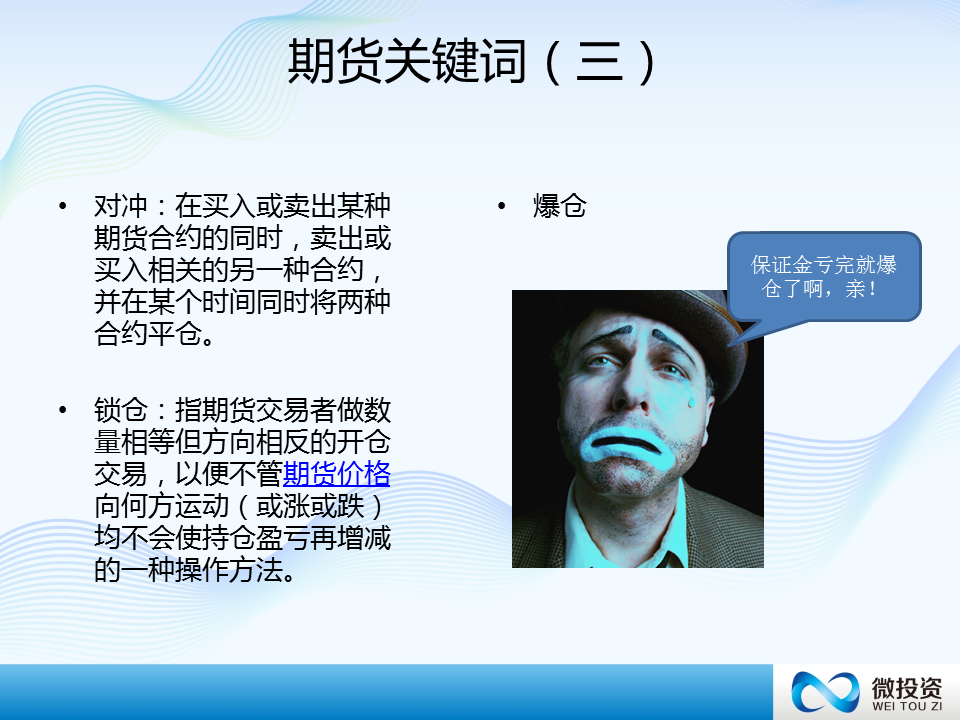 期货关键词（三）
• 对冲：在买入或卖出某种
期货合约的同时，卖出或
买入相关的另一种合约，
并在某个时间同时将两种
合约平仓。
• 锁仓：指期货交易者做数
量相等但方向相反的开仓
交易，以便不管期货价格
向何方运动（或涨或跌）
均不会使持仓盈亏再增减
的一种操作方法。
• 爆仓
保证金亏完就爆
仓了啊，亲！
微投资
WEI TOU ZI